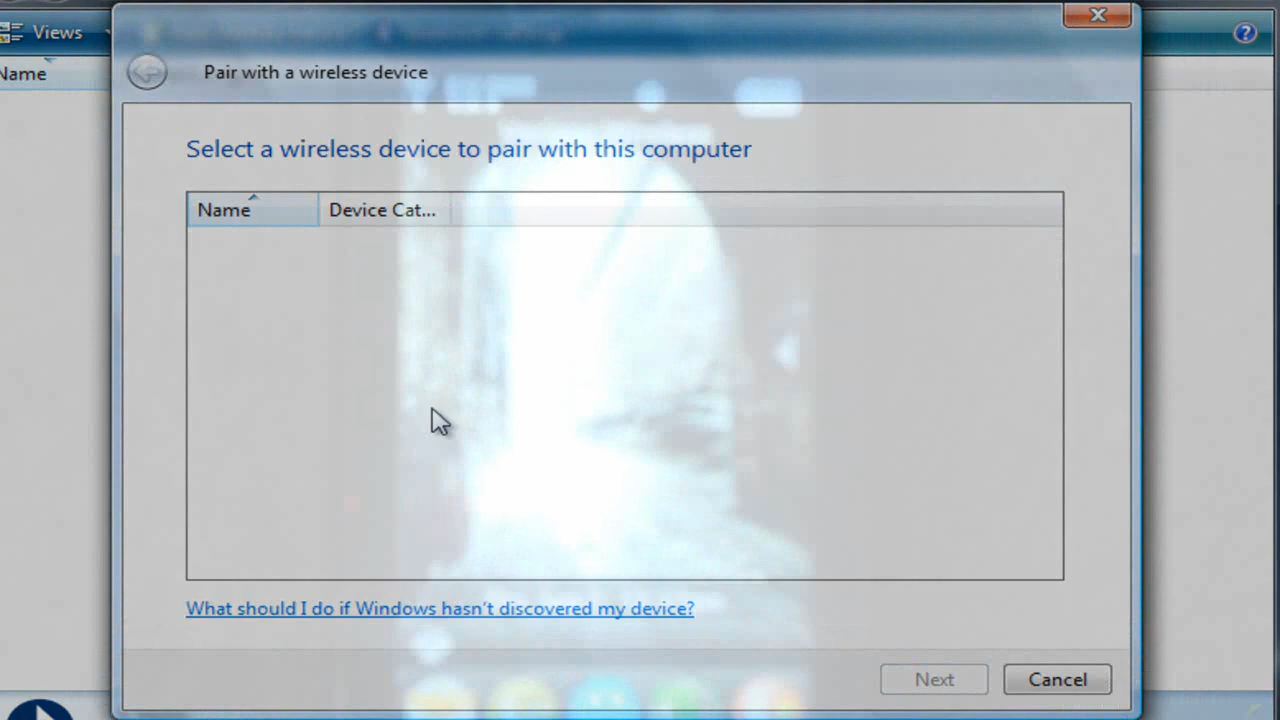 Views
Name
Pair with a wireless device
Select a wireless device to pair with this computer
Name
Device Cat...
What should I do if Windows hasn't discovered my device?
Next
Cancel